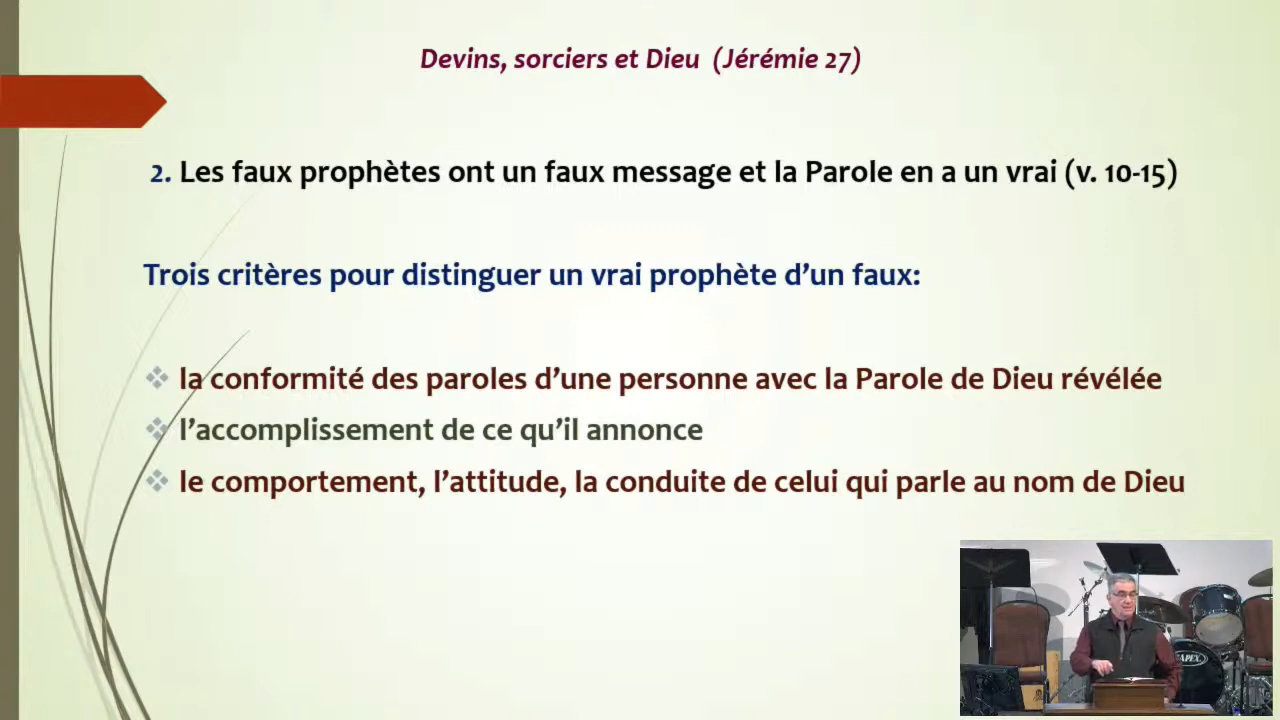 Devins, sorciers et Dieu (Jérémie 27)
2. Les faux prophètes ont un faux message et la Parole en a un vrai (v. 10-15)
Trois critères pour distinguer un vrai prophète d’un faux:
❖ la conformité des paroles d’une personne avec la Parole de Dieu révélée
❖ l’accomplissement de ce qu’il annonce
❖ le comportement, l’attitude, la conduite de celui qui parle au nom de Dieu
APEX.